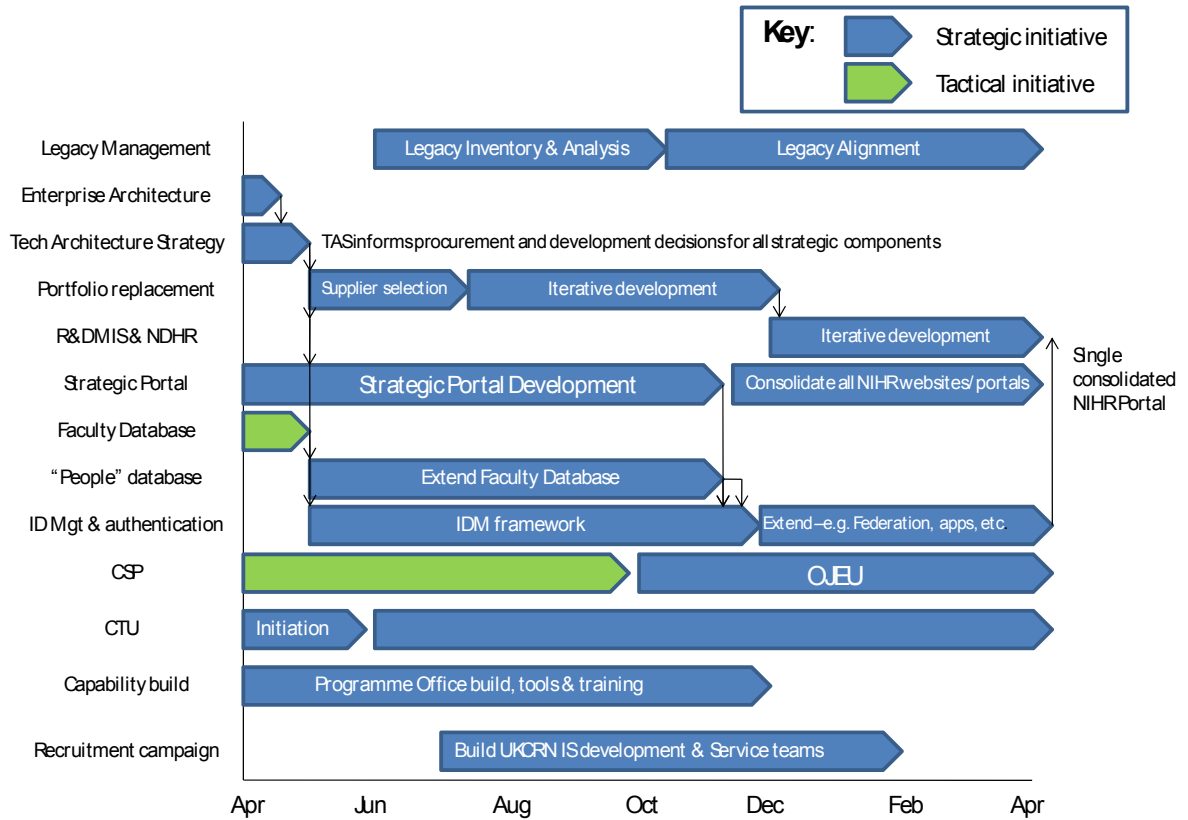 Key:
Strategic initiative
Tactical initiative
Legacy Management
Legacy Inventory & Analysis
Legacy Alignment
Enterprise Architecture
Tech Architecture Strategy
TAS informs procurement and development decisions for all strategic components
Portfolio replacement
Supplier selection
Iterative development
R&D MIS & NDHR
Iterative development
Strategic Portal
Strategic Portal Development
Consolidate all NIHR websites/ portals
Single
consolidated
NIHR Portal
Faculty Database
“People” database
Extend Faculty Database
ID Mgt & authentication
IDM framework
Extend – e.g. Federation, apps, etc.
CSP
OJEU
CTU
Initiation
Capability build
Programme Office build, tools & training
Recruitment campaign
Build UKCRN IS development & Service teams
Apr
Jun
Aug
Oct
Dec
Feb
Apr